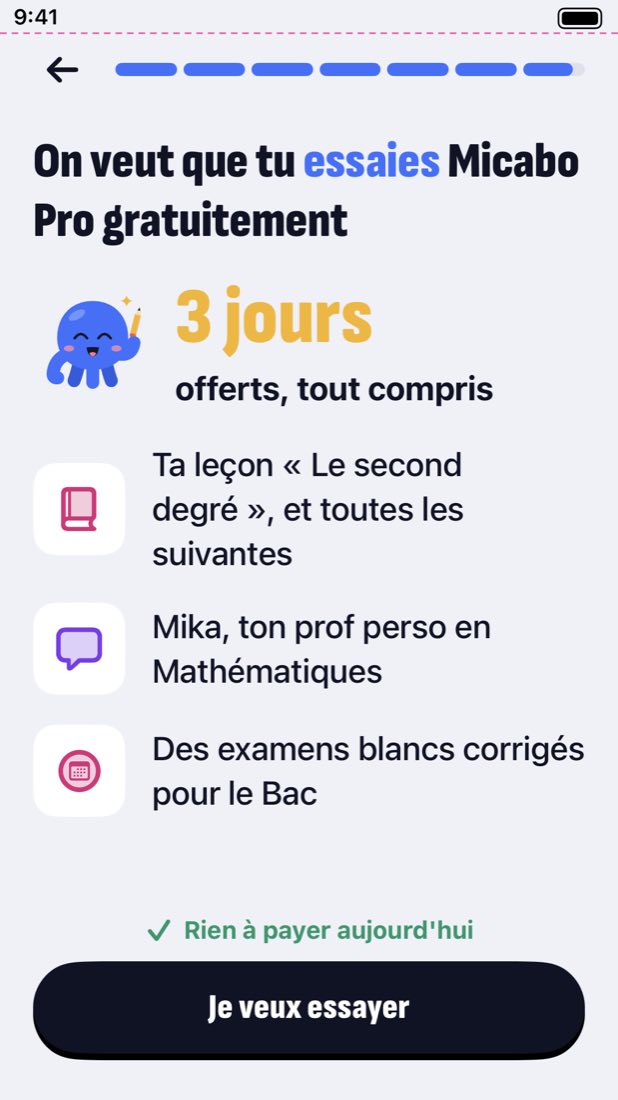 9:41
On veut que tu essaies Micabo
Pro gratuitement
3 jours
offerts, tout compris
Ta leçon « Le second
degré », et toutes les
suivantes
Mika, ton prof perso en
Mathématiques
Des examens blancs corrigés
pour le Bac
Rien à payer aujourd'hui
Je veux essayer